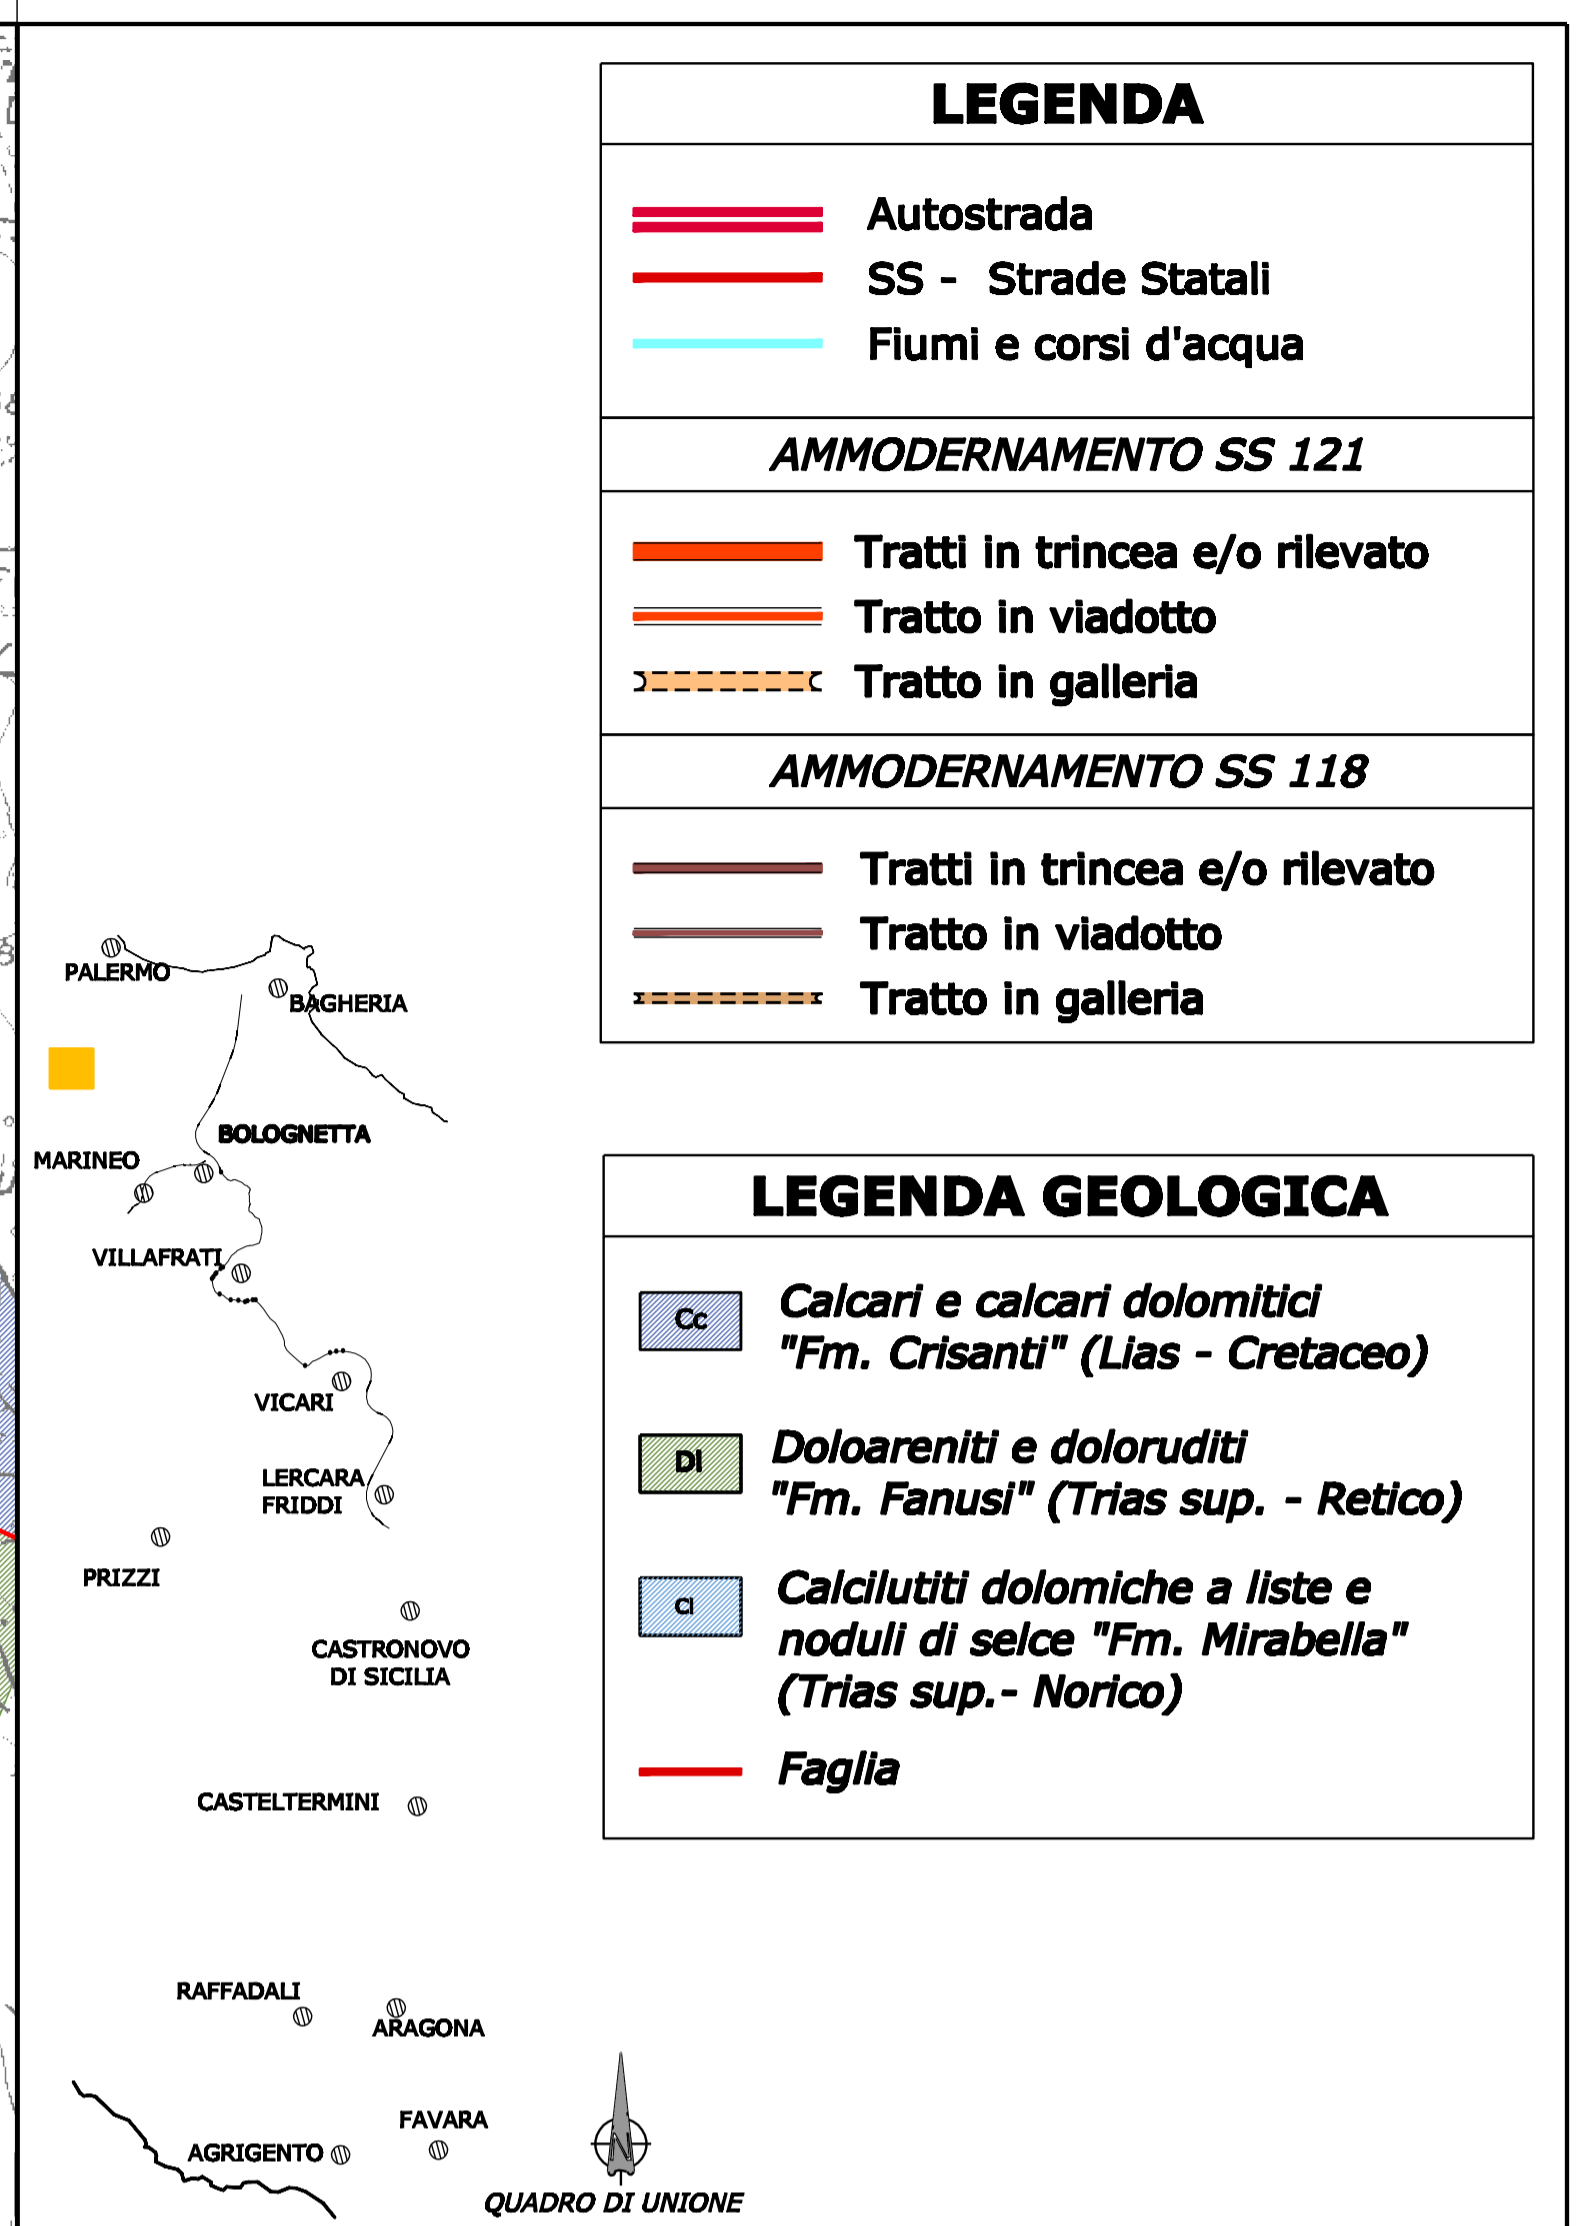 LEGENDA
Autostrada
SS - Strade Statali
Fiumi e corsi d'acqua
AMMODERNAMENTO SS 121
Tratti in trincea e/o rilevato
Tratto in viadotto
Tratto in galleria
AMMODERNAMENTO SS 118
Tratti in trincea e/o rilevato
Tratto in viadotto
Tratto in galleria
PALERMO
BAGHERIA
BOLOGNETTA
MARINEO
VILLAFRATI
VICARI
LERCARA
FRIDDI
PRIZZI
CASTRONOVO
DI SICILIA
CASTELTERMINI
RAFFADALI
ARAGONA
FAVARA
AGRIGENTO
N
QUADRO DI UNIONE
LEGENDA GEOLOGICA
Cc
Calcari e calcari dolomitici
"Fm. Crisanti" (Lias - Cretaceo)
Dl
Doloareniti e doloruditi
"Fm. Fanusi" (Trias sup. - Retico)
Cl
Calcilutiti dolomiche a liste e
noduli di selce "Fm. Mirabella"
(Trias sup.- Norico)
Faglia